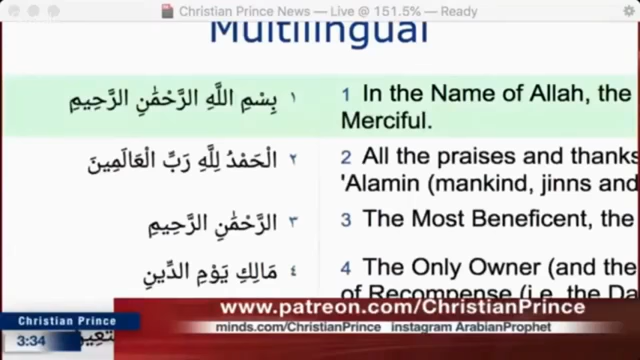 Christian Prince News — Live @ 151.5% — Ready
Multilingual
١ بِسْمِ اللَّهِ الرَّحْمَٰنِ الرَّحِيمِ
1 In the Name of Allah, the
Merciful.
٢ الْحَمْدُ لِلَّهِ رَبِّ الْعَالَمِينَ
2 All the praises and thanks
'Alamin (mankind, jinns and
٣ الرَّحْمَٰنِ الرَّحِيمِ
3 The Most Beneficent, the
٤ مَالِكِ يَوْمِ الدِّينِ
4 The Only Owner (and the
of Recompense (i.e. the Da
www.patreon.com/ChristianPrince
Christian Prince
minds.com/ChristianPrince instagram ArabianProphet
3:34